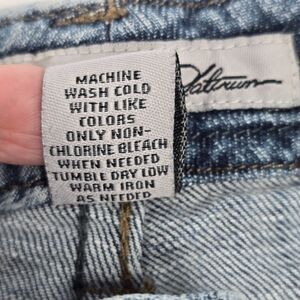 MACHINE
WASH COLD
WITH LIKE
COLORS
ONLY NON-
CHLORINE BLEACH
WHEN NEEDED
TUMBLE DRY LOW
WARM IRON
AS NEEDED
Platinum